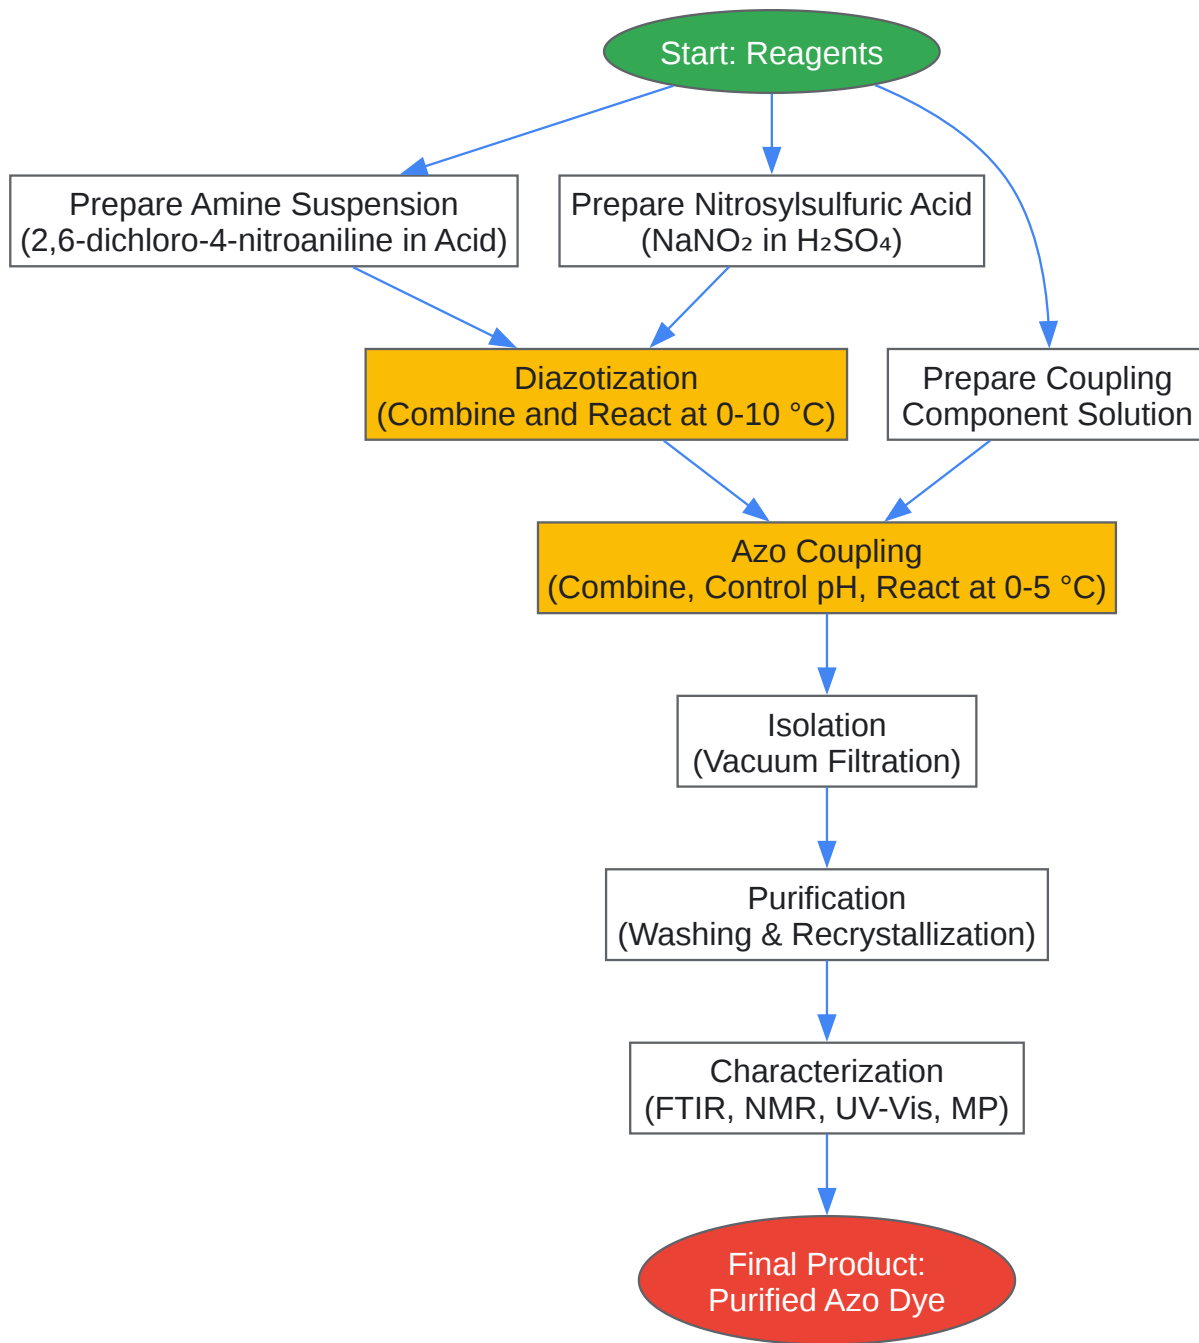 Start: Reagents
Prepare Amine Suspension
(2,6-dichloro-4-nitroaniline in Acid)
Prepare Nitrosylsulfuric Acid
(NaNO₂ in H₂SO₄)
Diazotization
(Combine and React at 0-10 °C)
Prepare Coupling
Component Solution
Azo Coupling
(Combine, Control pH, React at 0-5 °C)
Isolation
(Vacuum Filtration)
Purification
(Washing & Recrystallization)
Characterization
(FTIR, NMR, UV-Vis, MP)
Final Product:
Purified Azo Dye